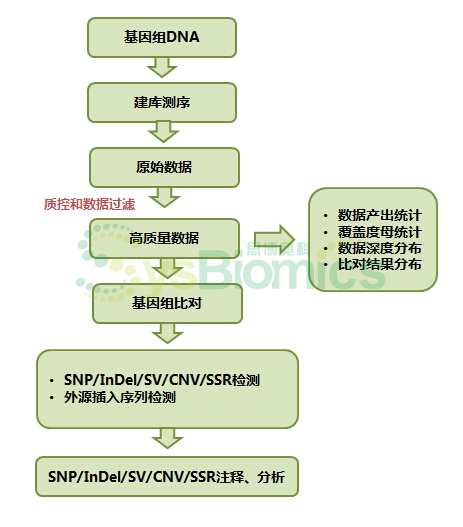 基因组DNA
建库测序
原始数据
质控和数据过滤
高质量数据
• 数据产出统计
• 覆盖度母统计
• 数据深度分布
• 比对结果分布
思博奥科
sysBiomics
基因组比对
• SNP/InDel/SV/CNV/SSR检测
• 外源插入序列检测
SNP/InDel/SV/CNV/SSR注释、分析